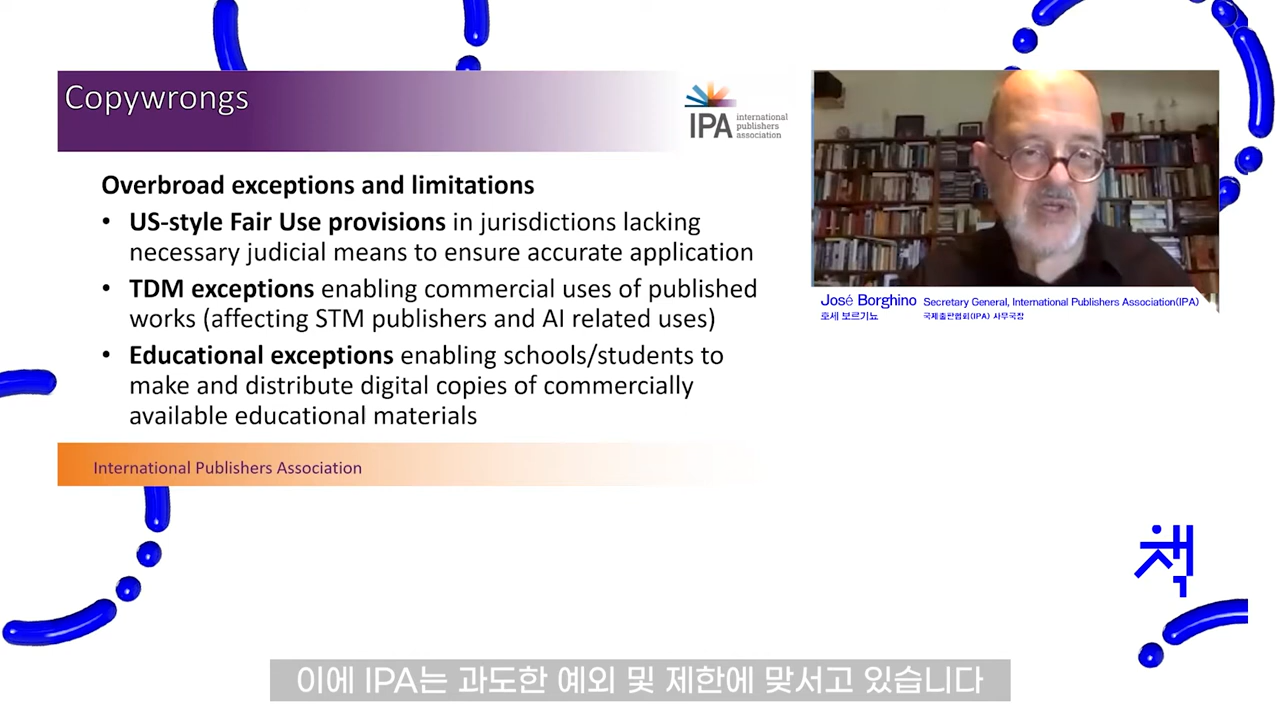 Copywrongs
IPA international
publishers
association
Overbroad exceptions and limitations
• US-style Fair Use provisions in jurisdictions lacking
necessary judicial means to ensure accurate application
• TDM exceptions enabling commercial uses of published
works (affecting STM publishers and AI related uses)
• Educational exceptions enabling schools/students to
make and distribute digital copies of commercially
available educational materials
International Publishers Association
José Borghino Secretary General, International Publishers Association(IPA)
호세 보르기뇨 국제출판협회(IPA) 사무국장
책
이에 IPA는 과도한 예외 및 제한에 맞서고 있습니다